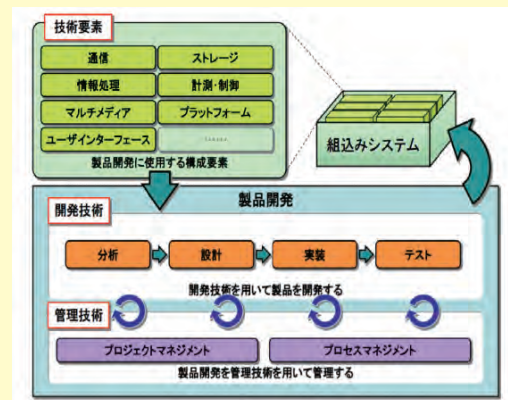 技術要素
通信
ストレージ
情報処理
計測・制御
マルチメディア
プラットフォーム
ユーザインターフェース
……
製品開発に使用する構成要素
組込みシステム
製品開発
開発技術
分析
設計
実装
テスト
開発技術を用いて製品を開発する
管理技術
プロジェクトマネジメント
プロセスマネジメント
製品開発を管理技術を用いて管理する